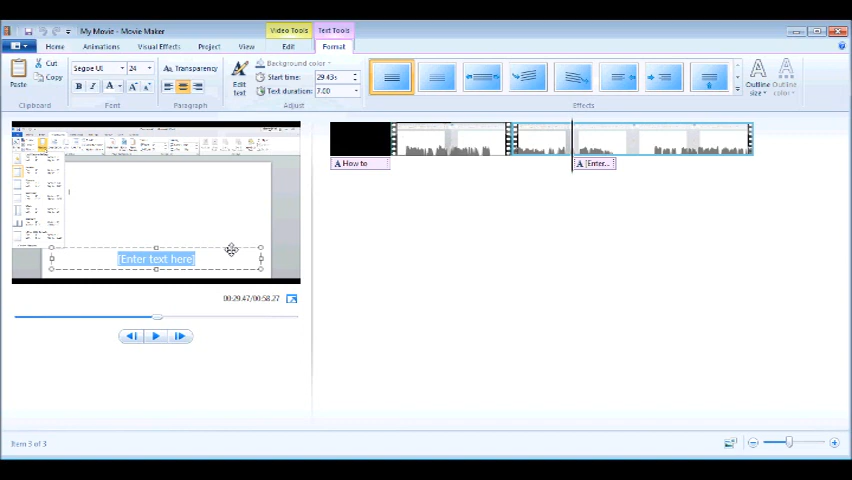 My Movie - Movie Maker
Video Tools
Text Tools
Home
Animations
Visual Effects
Project
View
Edit
Format
Paste
Cut
Copy
Clipboard
Segoe UI
24
B
I
A
A
A
Font
Transparency
Paragraph
Edit
text
Background color
Start time:
29.43s
Text duration:
7.00
Adjust
Effects
Outline
size
Outline
color
[Enter text here]
00:29.47/00:58.27
A How to
A [Enter...
Item 3 of 3